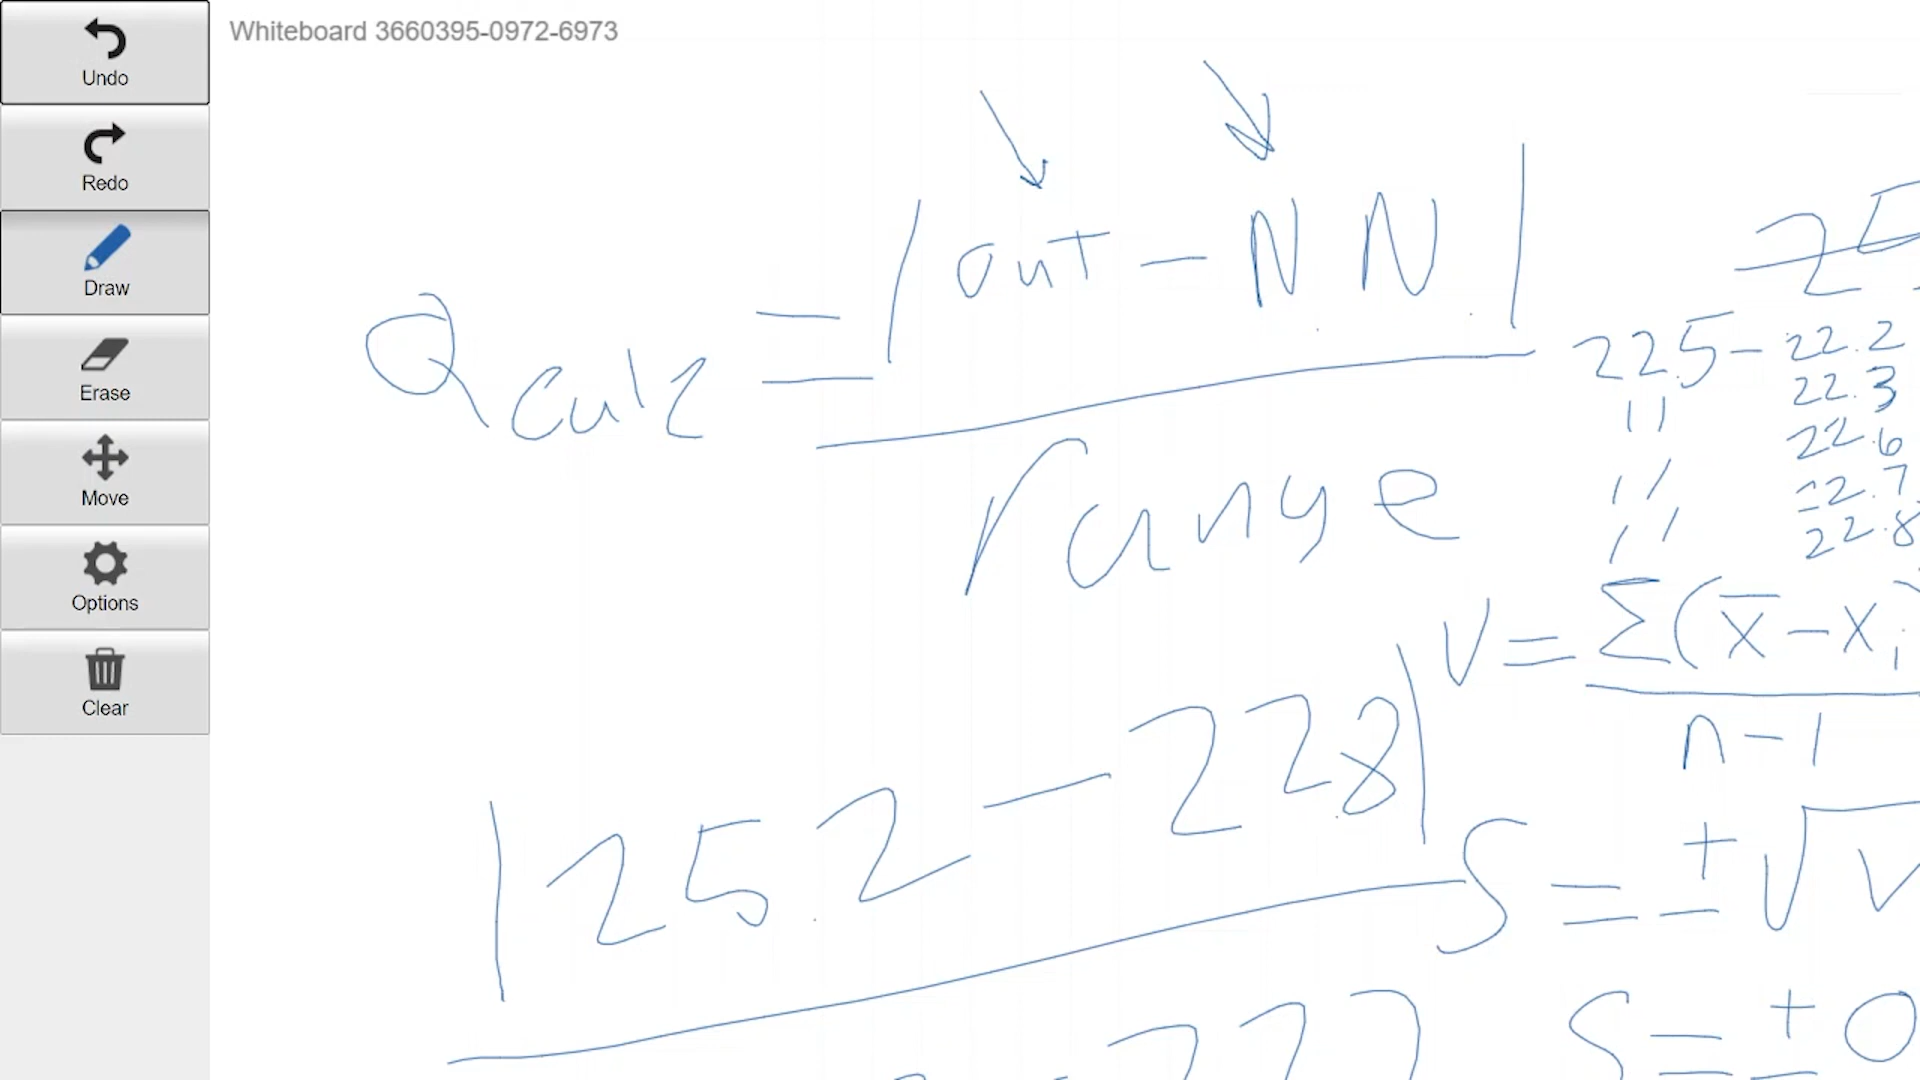 Whiteboard 3660395-0972-6973
Undo
Redo
Draw
Erase
Move
Options
Clear
Qcalc = |out - NN|
range
|25.2 - 22.8|
22.5 - 22.2
" 22.3
22.6
" 22.7
" 22.8
V = Σ(x̄ - xi)
n - 1
S = ± √V
S = ± 0